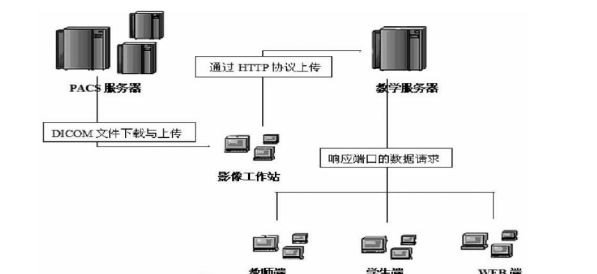 通过 HTTP 协议上传
PACS 服务器
教学服务器
DICOM 文件下载与上传
响应端口的数据请求
影像工作站
教师端
学生端
WEB 端